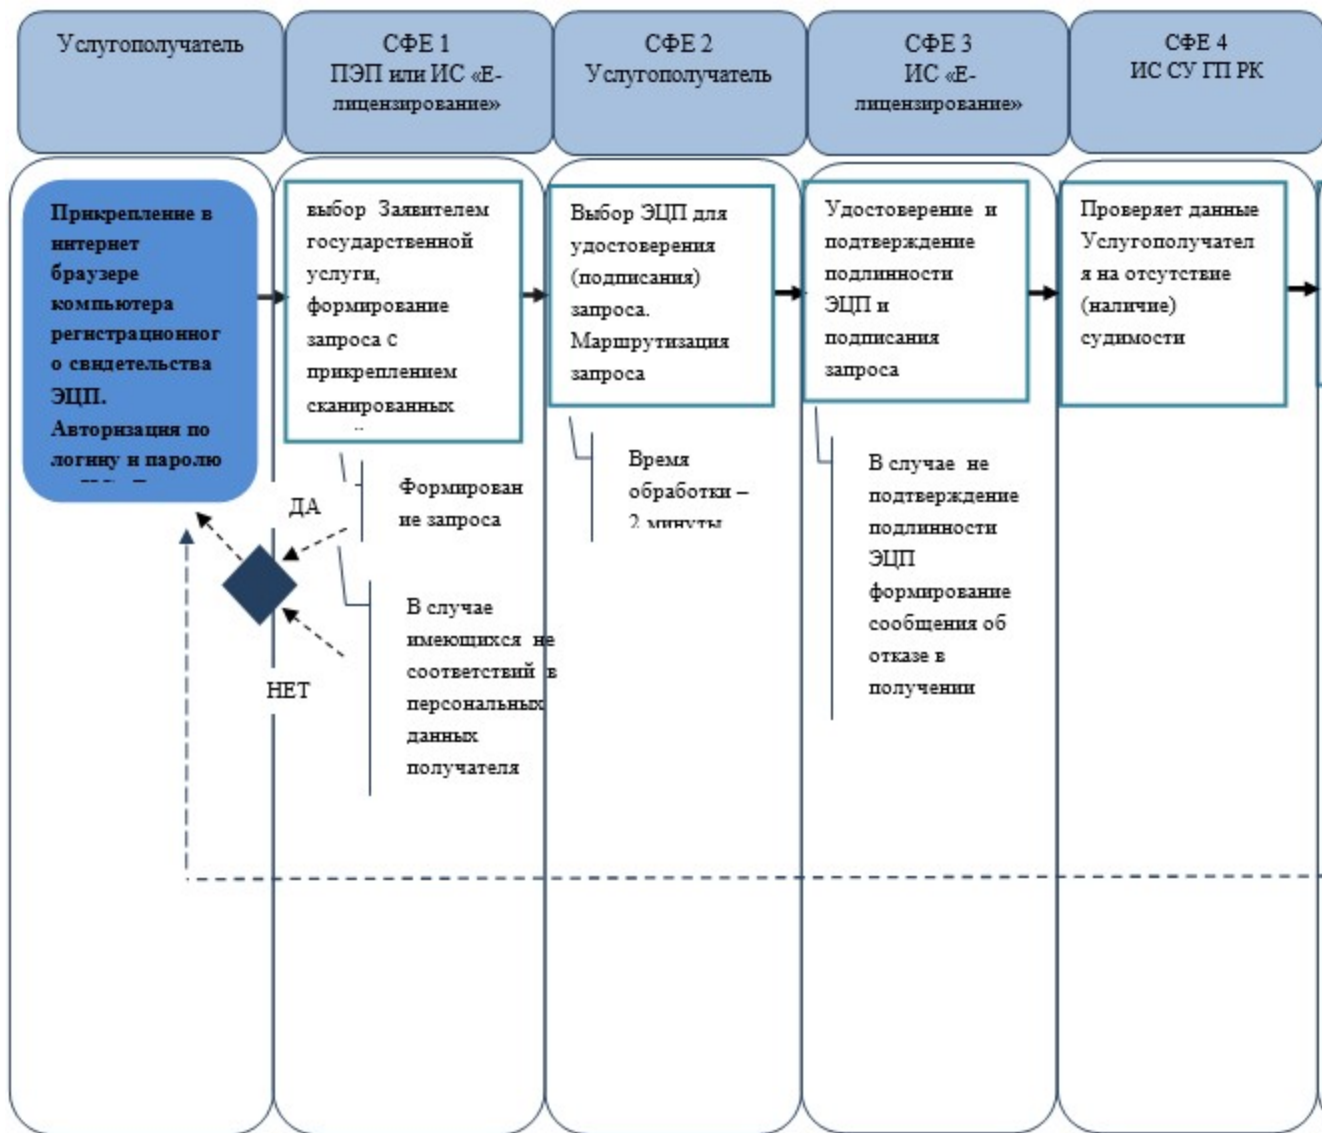 Услугополучатель
СФЕ 1
ПЭП или ИС «Е-
лицензирование»
СФЕ 2
Услугополучатель
СФЕ 3
ИС «Е-
лицензирование»
СФЕ 4
ИС СУ ГП РК
Прикрепление в
интернет
браузере
компьютера
регистрационног
о свидетельства
ЭЦП.
Авторизация по
логину и паролю
выбор Заявителем
государственной
услуги,
формирование
запроса с
прикреплением
сканированных
Выбор ЭЦП для
удостоверения
(подписания)
запроса.
Маршрутизация
запроса
Удостоверение и
подтверждение
подлинности
ЭЦП и
подписания
запроса
Проверяет данные
Услугополучател
я на отсутствие
(наличие)
судимости
ДА
Формирован
ие запроса
Время
обработки –
2 минуты
В случае не
подтверждение
подлинности
ЭЦП
формирование
сообщения об
отказе в
получении
НЕТ
В случае
имеющихся не
соответствий в
персональных
данных
получателя